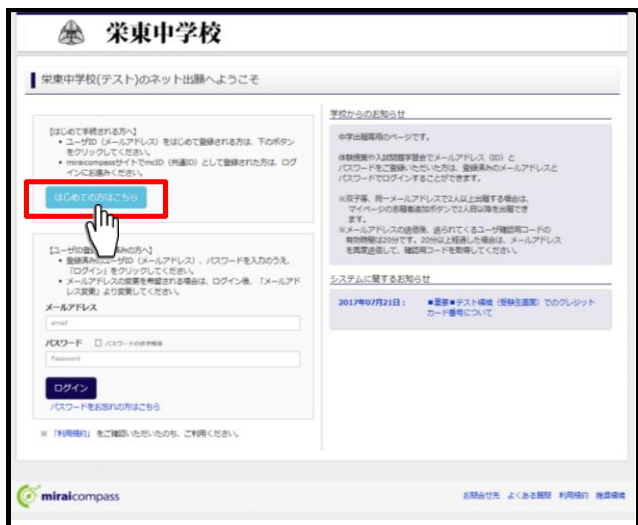 栄東中学校
栄東中学校(テスト)のネット出願へようこそ
【はじめて手続される方へ】
• ユーザID(メールアドレス)をはじめて登録される方は、下のボタン
をクリックしてください。
• miraicompassサイトでmcID(共通ID)として登録された方は、ログ
インにお進みください。
はじめての方はこちら
【ユーザID登録 済みの方へ】
• 登録済みのユーザID(メールアドレス)、パスワードを入力のうえ、
「ログイン」をクリックしてください。
• メールアドレスの変更を希望される場合は、ログイン後、「メールアド
レス変更」より変更してください。
メールアドレス
email
パスワード □ パスワードの伏字解除
Password
ログイン
パスワードをお忘れの方はこちら
※ 「利用規約」 をご確認いただいたのち、ご利用ください。
学校からのお知らせ
中学出願専用のページです。
体験授業や入試問題学習会でメールアドレス(ID)と
パスワードをご登録いただいた方は、登録済みのメールアドレスと
パスワードでログインすることができます。
※双子等、同一メールアドレスで2人以上出願する場合は、
マイページの志願者追加ボタンで2人目以降を出願でき
ます。
※メールアドレスの送信後、送られてくるユーザ確認用コードの
有効時間は20分です。20分以上経過した場合は、メールアドレス
を再度送信して、確認用コードを取得してください。
システムに関するお知らせ
2017年07月21日: ■重要■テスト環境(受験生画面)でのクレジット
カード番号について
miraicompass
お問合せ先 よくある質問 利用規約 推奨環境